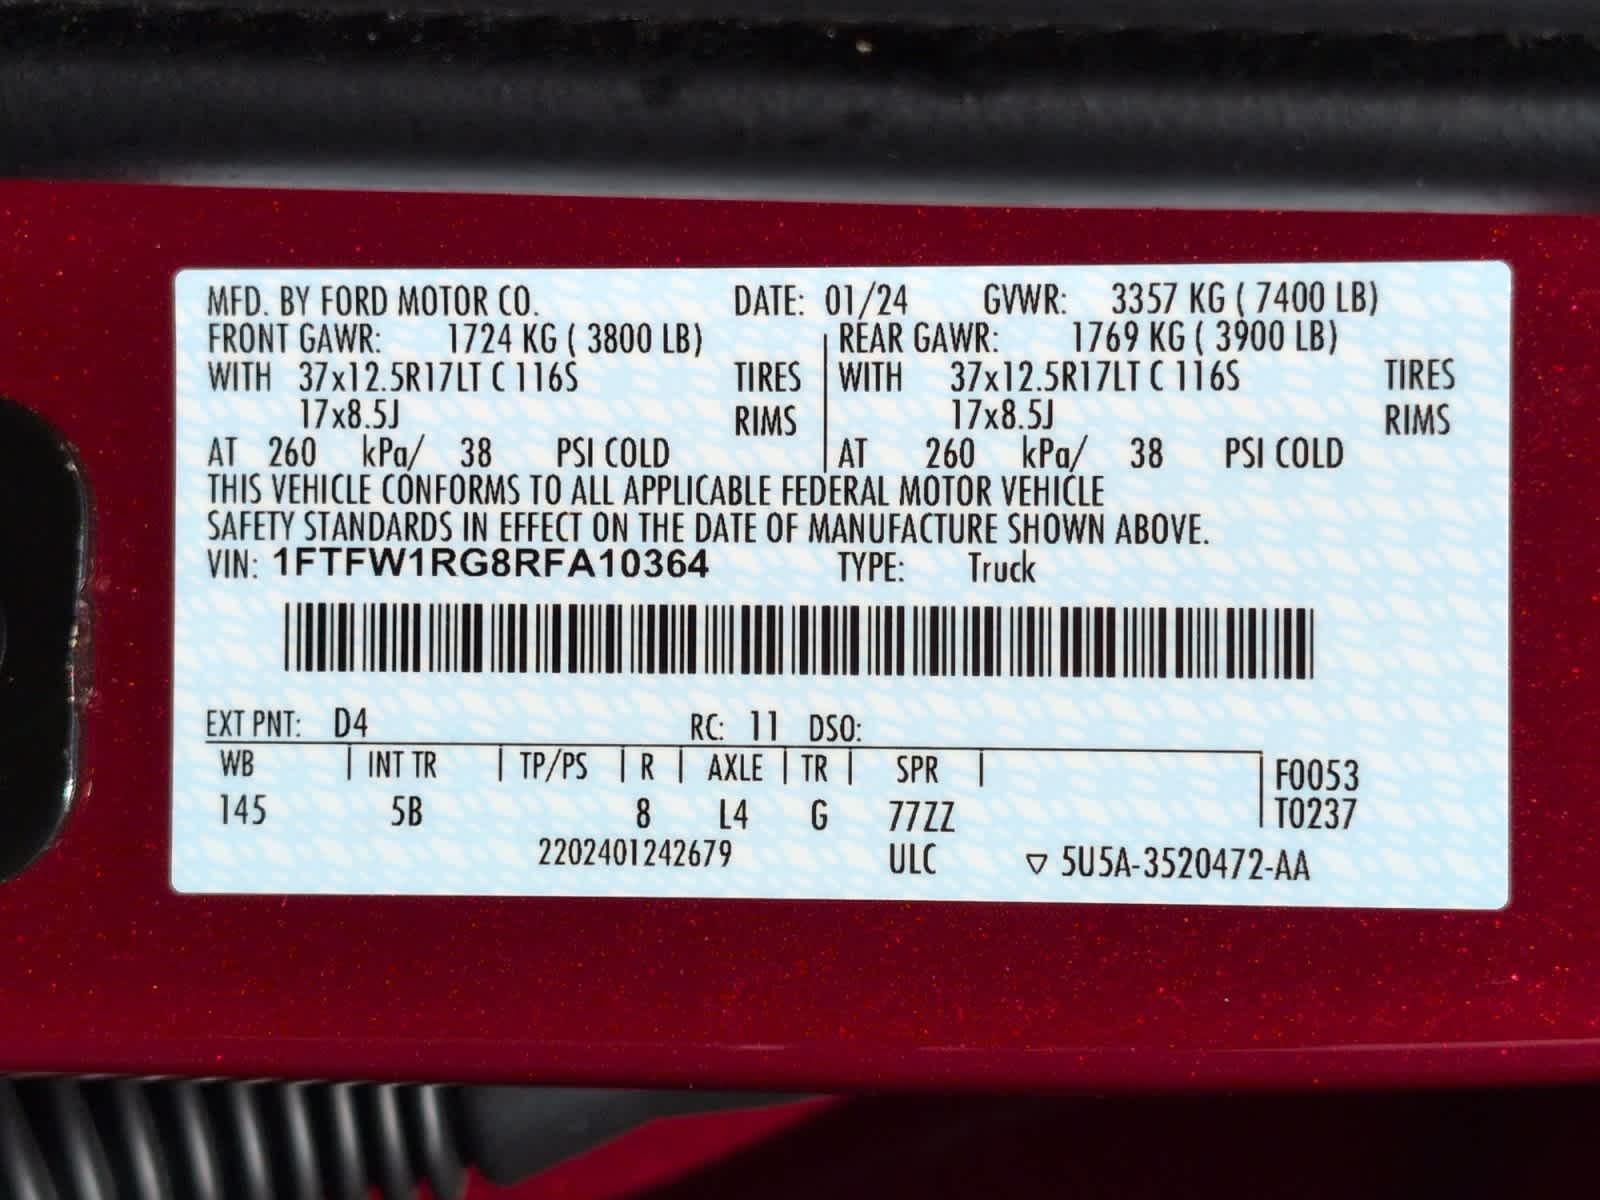 MFD. BY FORD MOTOR CO. DATE: 01/24 GVWR: 3357 KG ( 7400 LB)
FRONT GAWR: 1724 KG ( 3800 LB) REAR GAWR: 1769 KG ( 3900 LB)
WITH 37x12.5R17LT C 116S TIRES WITH 37x12.5R17LT C 116S TIRES
17x8.5J RIMS 17x8.5J RIMS
AT 260 kPa/ 38 PSI COLD AT 260 kPa/ 38 PSI COLD
THIS VEHICLE CONFORMS TO ALL APPLICABLE FEDERAL MOTOR VEHICLE
SAFETY STANDARDS IN EFFECT ON THE DATE OF MANUFACTURE SHOWN ABOVE.
VIN: 1FTFW1RG8RFA10364 TYPE: Truck
EXT PNT: D4 RC: 11 DSO:
WB INT TR TP/PS R AXLE TR SPR F0053
145 5B 8 L4 G 77ZZ T0237
2202401242679 ULC ▽ 5U5A-3520472-AA